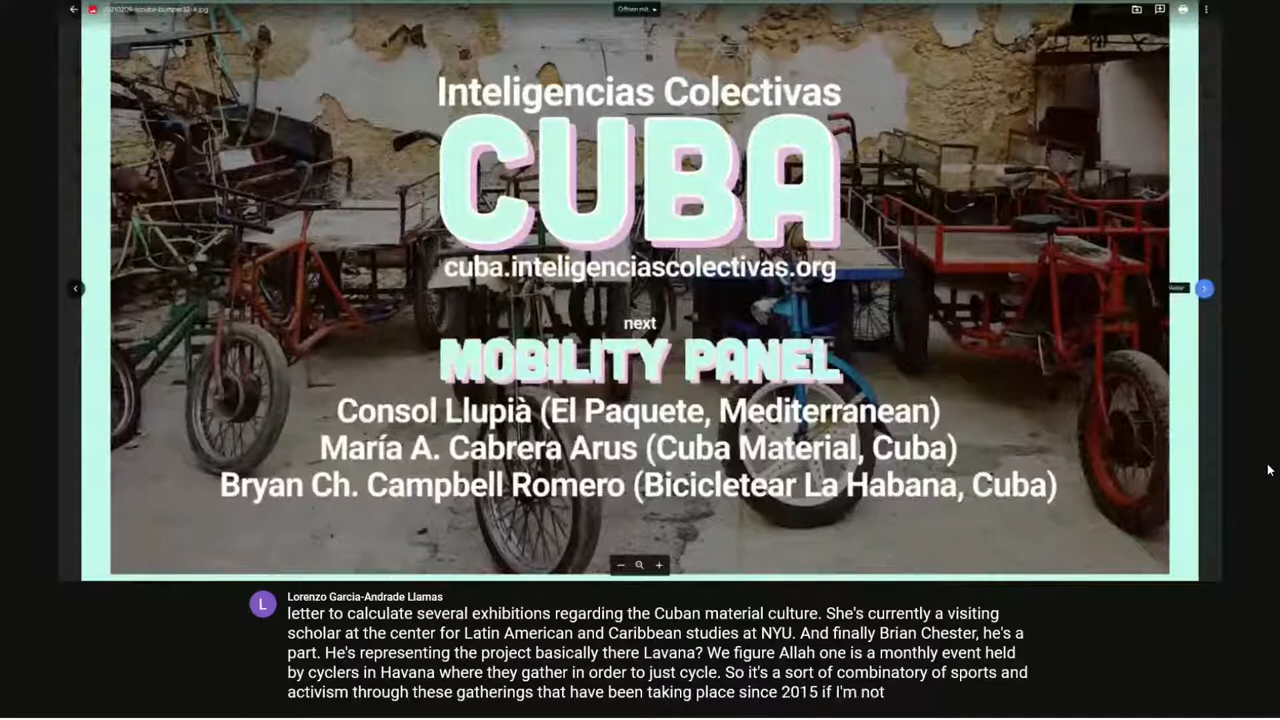 Öffnen mit
Inteligencias Colectivas
CUBA
cuba.inteligenciascolectivas.org
next
MOBILITY PANEL
Consol Llupià (El Paquete, Mediterranean)
María A. Cabrera Arus (Cuba Material, Cuba)
Bryan Ch. Campbell Romero (Bicicletear La Habana, Cuba)
L
Lorenzo Garcia-Andrade Llamas
letter to calculate several exhibitions regarding the Cuban material culture. She's currently a visiting
scholar at the center for Latin American and Caribbean studies at NYU. And finally Brian Chester, he's a
part. He's representing the project basically there Lavana? We figure Allah one is a monthly event held
by cyclers in Havana where they gather in order to just cycle. So it's a sort of combinatory of sports and
activism through these gatherings that have been taking place since 2015 if I'm not